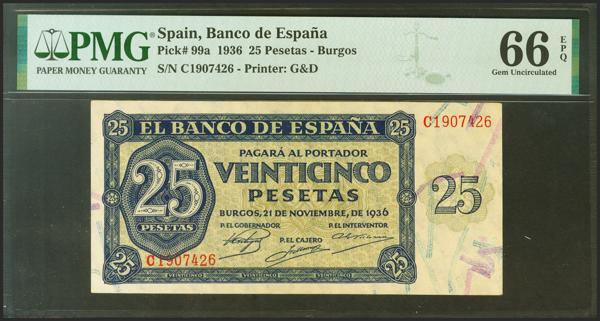 PMG
PAPER MONEY GUARANTY
Spain, Banco de España
Pick# 99a 1936 25 Pesetas - Burgos
S/N C1907426 - Printer: G&D
66 EPQ
Gem Uncirculated
25
EL BANCO DE ESPAÑA
25
C1907426
PAGARÁ AL PORTADOR
VEINTICINCO
PESETAS
25
PESETAS
25
BURGOS, 21 DE NOVIEMBRE, DE 1936
P. EL GOBERNADOR
P. EL INTERVENTOR
P. EL CAJERO
C1907426
25
VEINTICINCO PESETAS
25